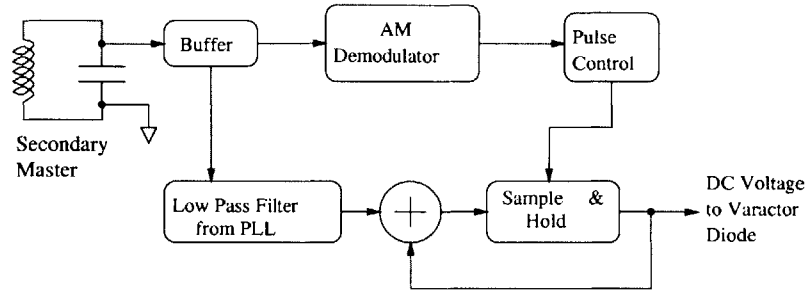 Buffer
AM
Demodulator
Pulse
Control
Secondary
Master
Low Pass Filter
from PLL
Sample &
Hold
DC Voltage
to Varactor
Diode